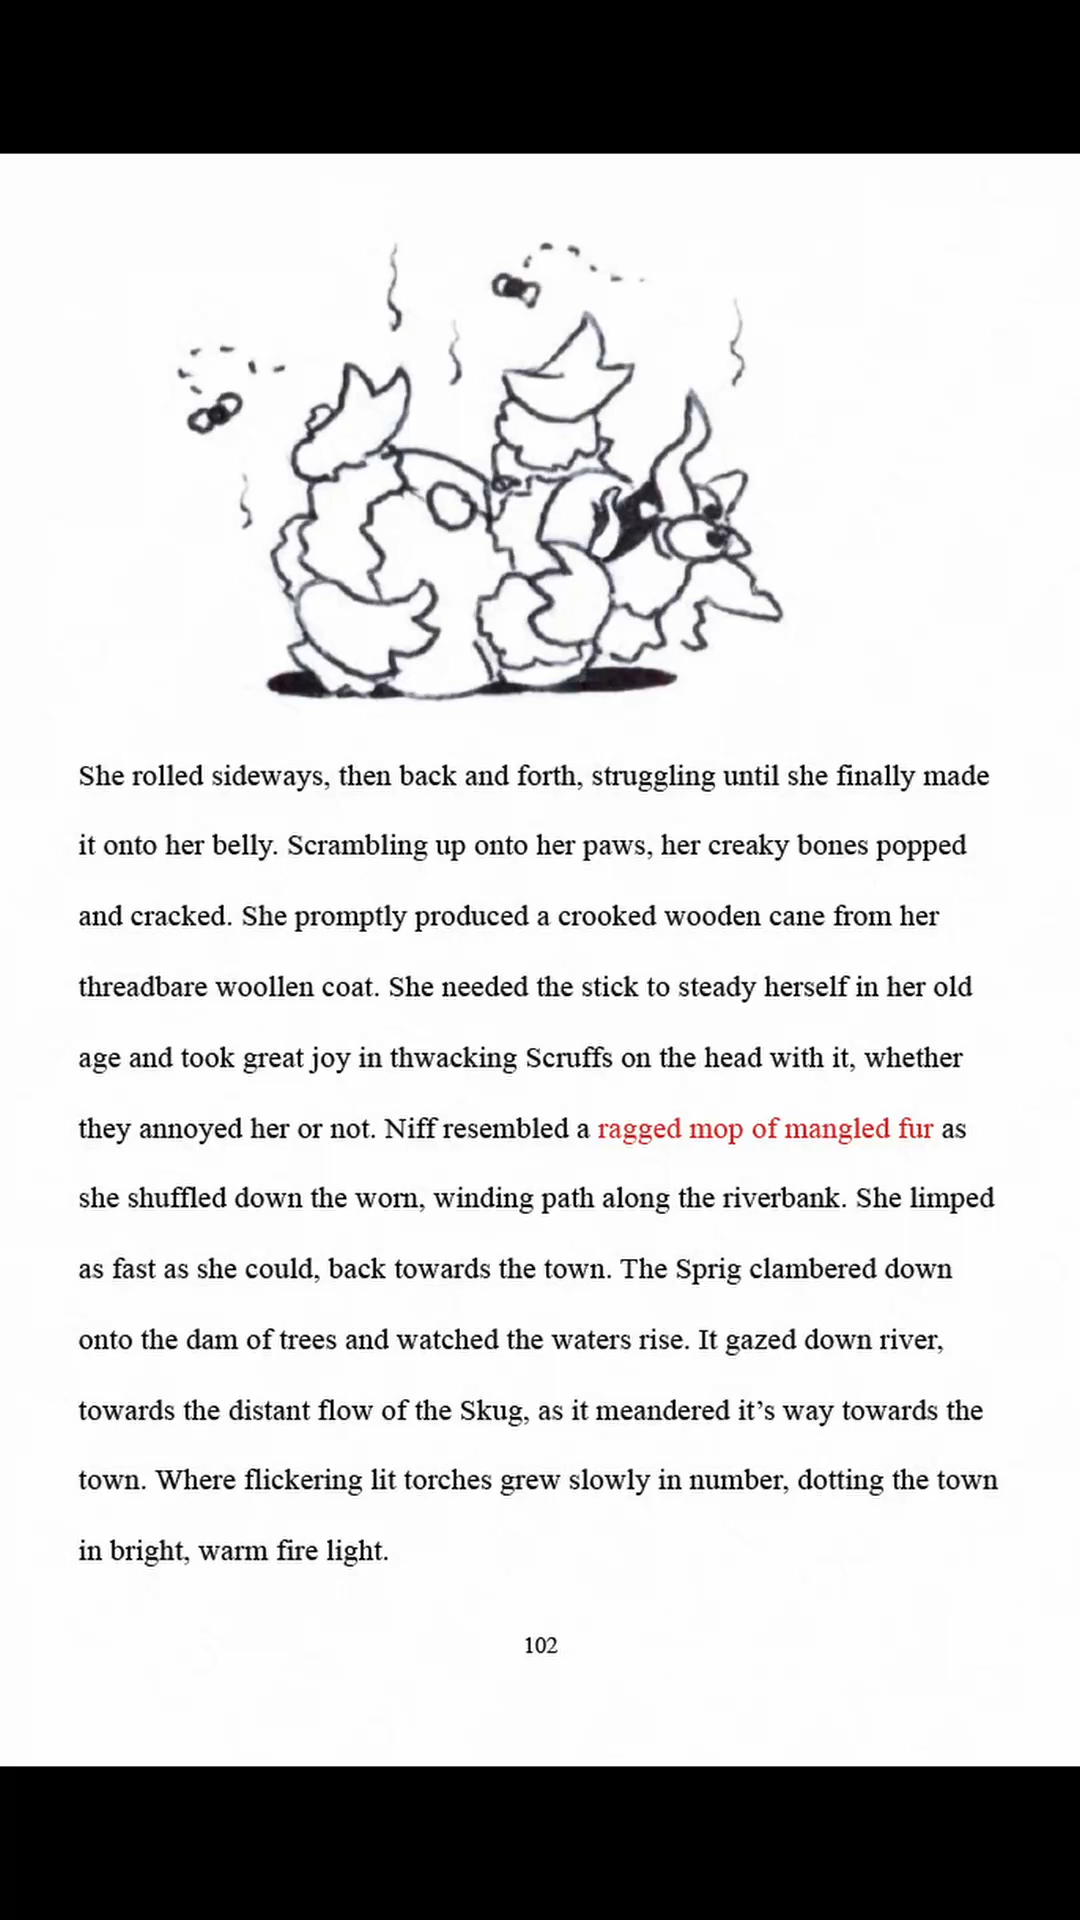 She rolled sideways, then back and forth, struggling until she finally made
it onto her belly. Scrambling up onto her paws, her creaky bones popped
and cracked. She promptly produced a crooked wooden cane from her
threadbare woollen coat. She needed the stick to steady herself in her old
age and took great joy in thwacking Scruffs on the head with it, whether
they annoyed her or not. Niff resembled a ragged mop of mangled fur as
she shuffled down the worn, winding path along the riverbank. She limped
as fast as she could, back towards the town. The Sprig clambered down
onto the dam of trees and watched the waters rise. It gazed down river,
towards the distant flow of the Skug, as it meandered it’s way towards the
town. Where flickering lit torches grew slowly in number, dotting the town
in bright, warm fire light.
102